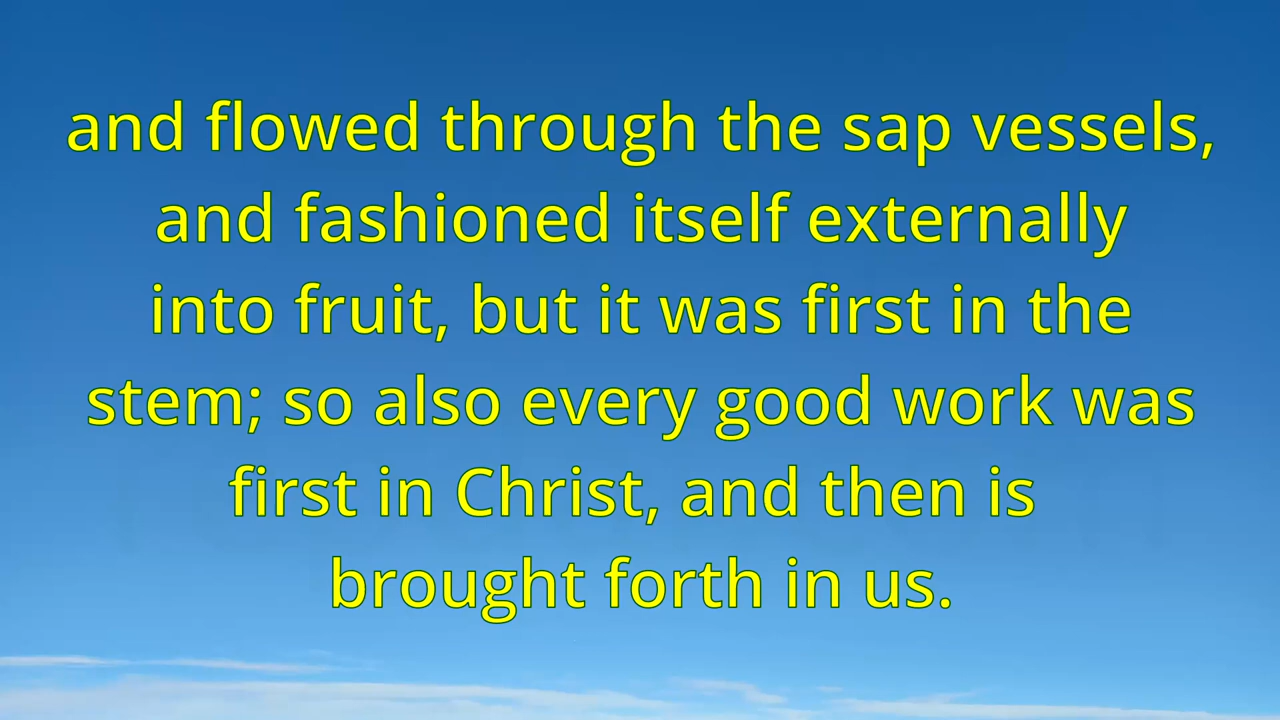 and flowed through the sap vessels,
and fashioned itself externally
into fruit, but it was first in the
stem; so also every good work was
first in Christ, and then is
brought forth in us.